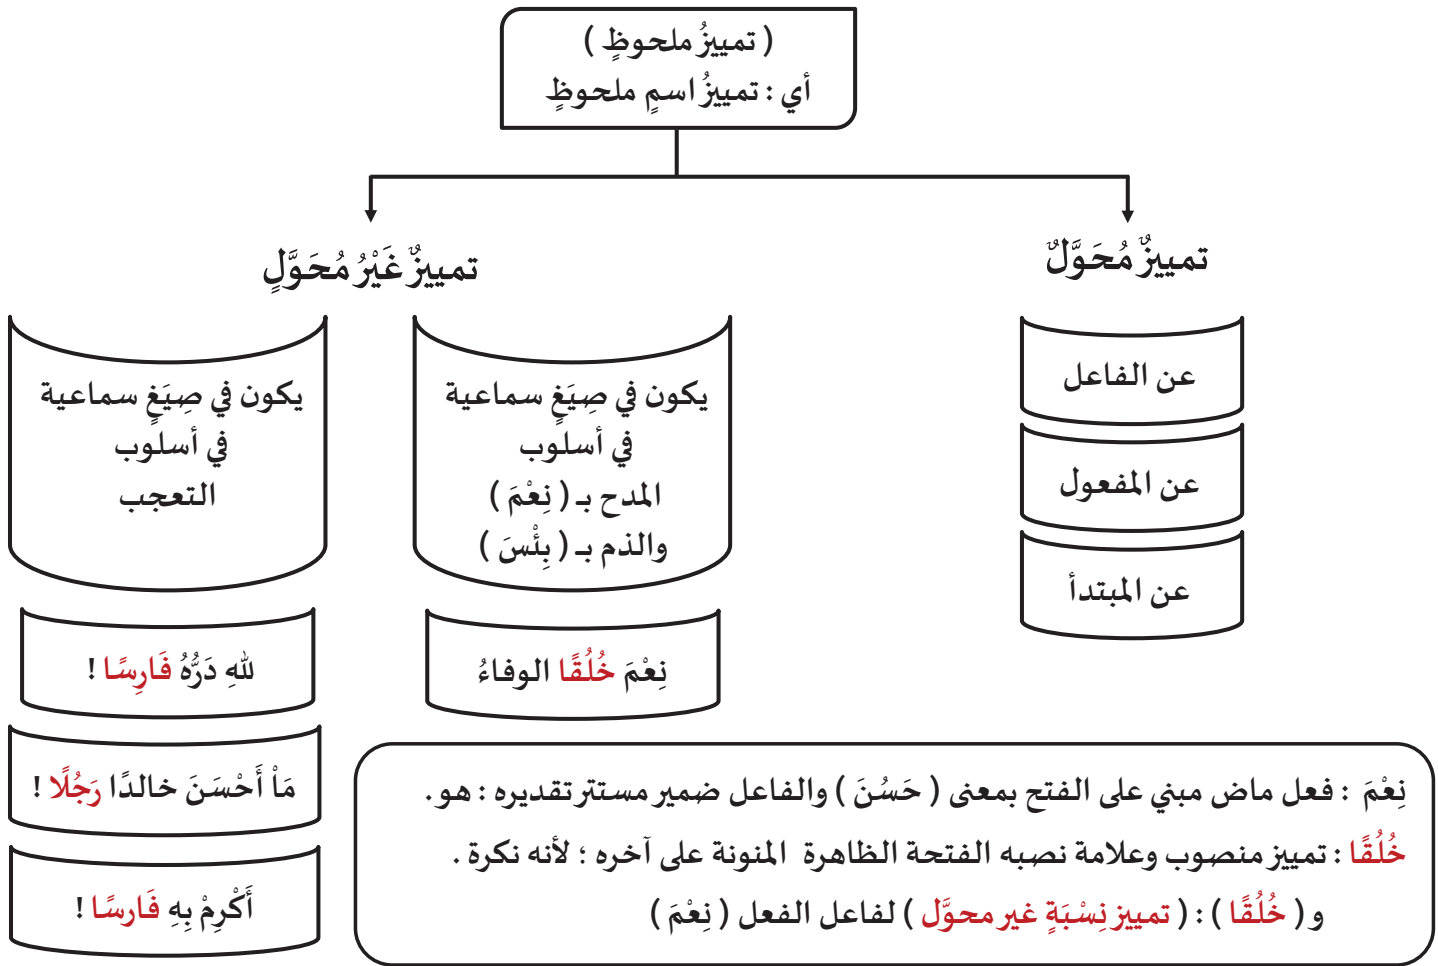 ( تمييزُ ملحوظٍ )
أي : تمييزُ اسمٍ ملحوظٍ
تمييزٌ مُحَوَّلٌ
عن الفاعل
عن المفعول
عن المبتدأ
تمييزٌ غَيْرُ مُحَوَّلٍ
يكون في صِيَغٍ سماعية
في أسلوب
المدح بـ ( نِعْمَ )
والذم بـ ( بِئْسَ )
نِعْمَ خُلُقًا الوفاءُ
يكون في صِيَغٍ سماعية
في أسلوب
التعجب
للهِ دَرُّهُ فَارِسًا !
مَاْ أَحْسَنَ خالدًا رَجُلًا !
أَكْرِمْ بِهِ فَارسًا !
نِعْمَ : فعل ماض مبني على الفتح بمعنى ( حَسُنَ ) والفاعل ضمير مستتر تقديره : هو .
خُلُقًا : تمييز منصوب وعلامة نصبه الفتحة الظاهرة المنونة على آخره ؛ لأنه نكرة .
و ( خُلُقًا ) : ( تمييز نِسْبَةٍ غير محوَّل ) لفاعل الفعل ( نِعْمَ )